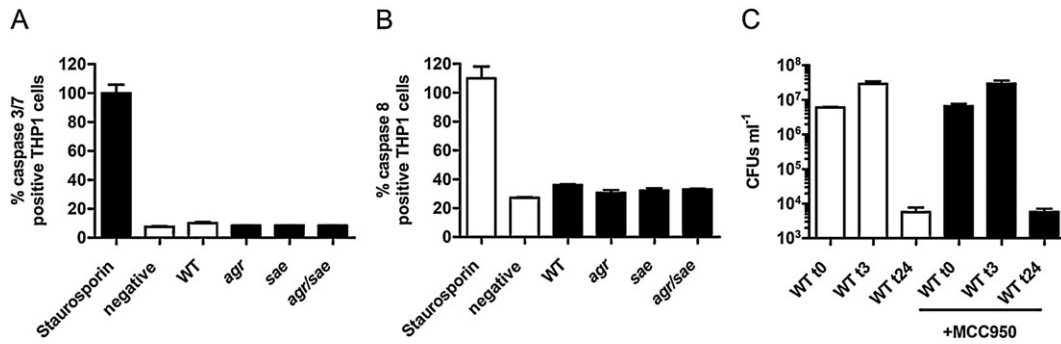 A
% caspase 3/7
positive THP1 cells
120
100
80
60
40
20
0
Staurosporin
negative
WT
agr
sae
agr/sae
B
% caspase 8
positive THP1 cells
120
100
80
60
40
20
0
Staurosporin
negative
WT
agr
sae
agr/sae
C
CFUs ml⁻¹
10⁸
10⁷
10⁶
10⁵
10⁴
10³
WT t0
WT t3
WT t24
WT t0
WT t3
WT t24
+MCC950